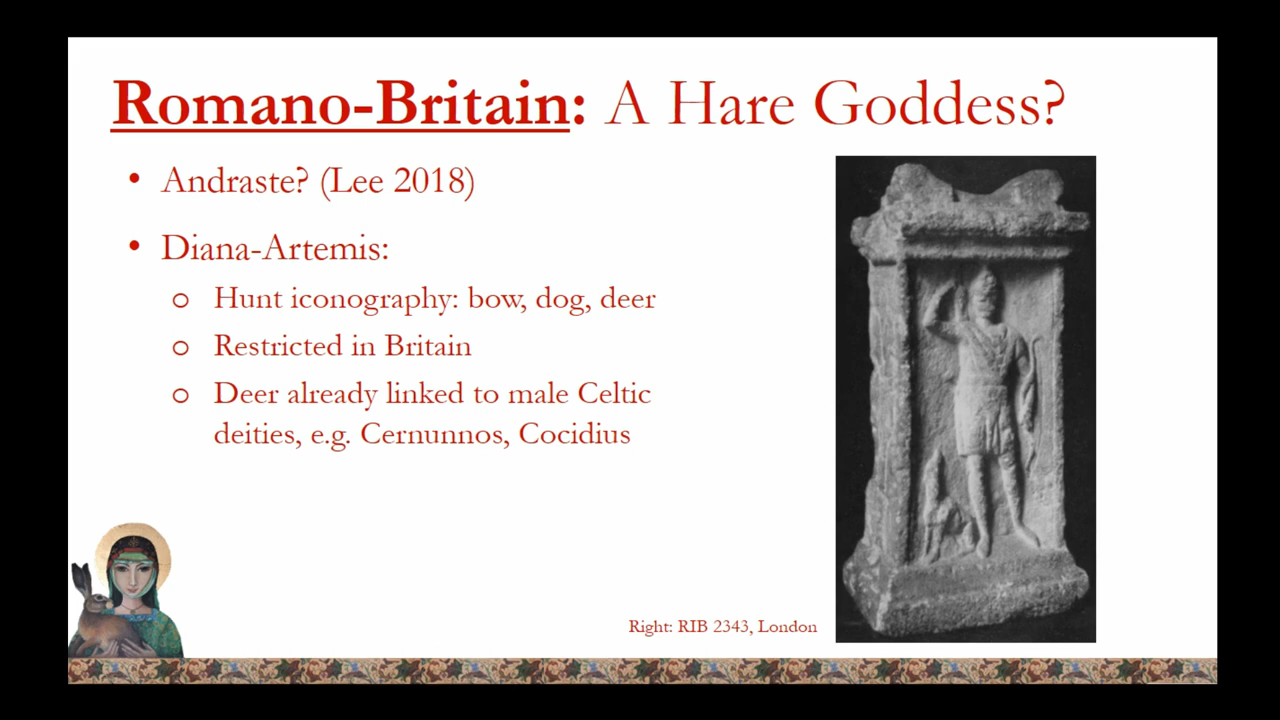 Romano-Britain: A Hare Goddess?
• Andraste? (Lee 2018)
• Diana-Artemis:
o Hunt iconography: bow, dog, deer
o Restricted in Britain
o Deer already linked to male Celtic
deities, e.g. Cernunnos, Cocidius
Right: RIB 2343, London